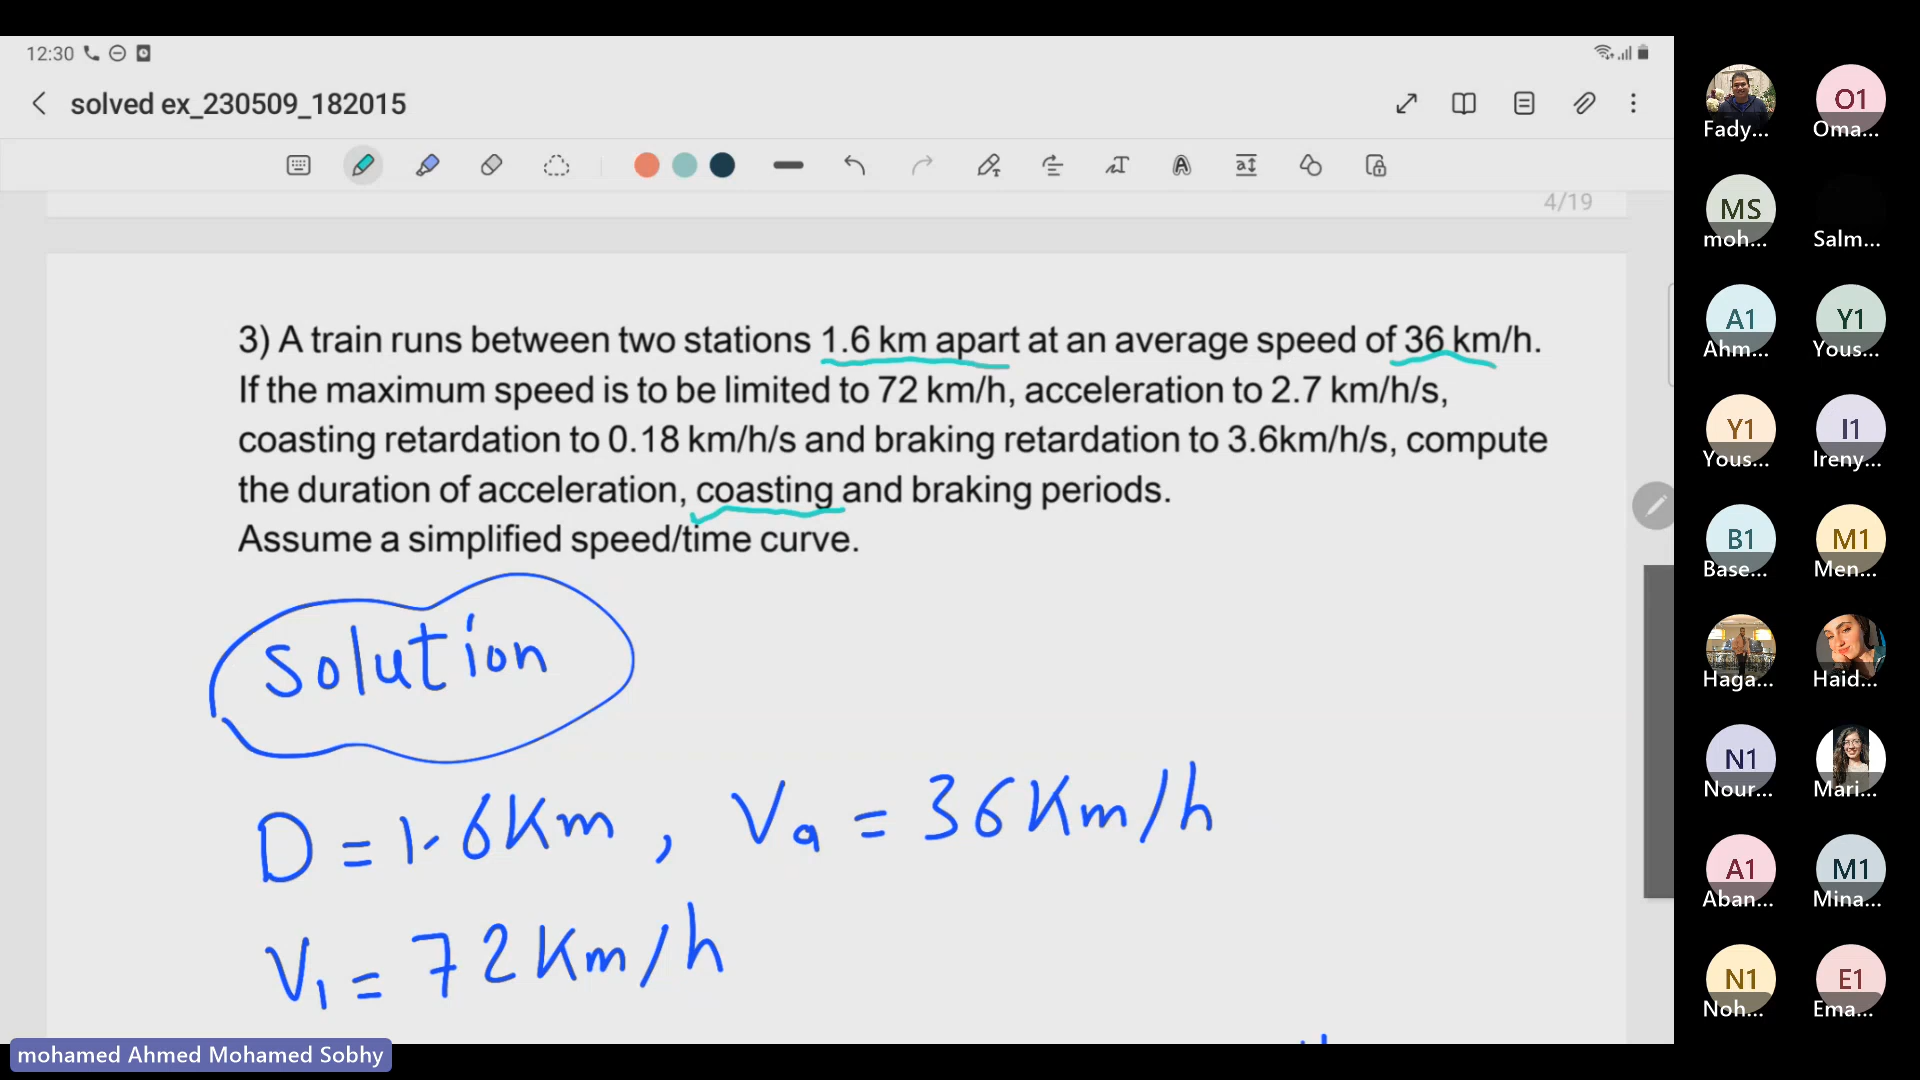 12:30
solved ex_230509_182015
4/19
3) A train runs between two stations 1.6 km apart at an average speed of 36 km/h.
If the maximum speed is to be limited to 72 km/h, acceleration to 2.7 km/h/s,
coasting retardation to 0.18 km/h/s and braking retardation to 3.6km/h/s, compute
the duration of acceleration, coasting and braking periods.
Assume a simplified speed/time curve.
Solution
D = 1.6 Km , Va = 36 Km/h
V1 = 72 Km/h
mohamed Ahmed Mohamed Sobhy
Fady...
O1
Oma...
MS
moh...
Salm...
A1
Ahm...
Y1
Yous...
Y1
Yous...
I1
Ireny...
B1
Base...
M1
Men...
Haga...
Haid...
N1
Nour...
Mari...
A1
Aban...
M1
Mina...
N1
Noh...
E1
Ema...